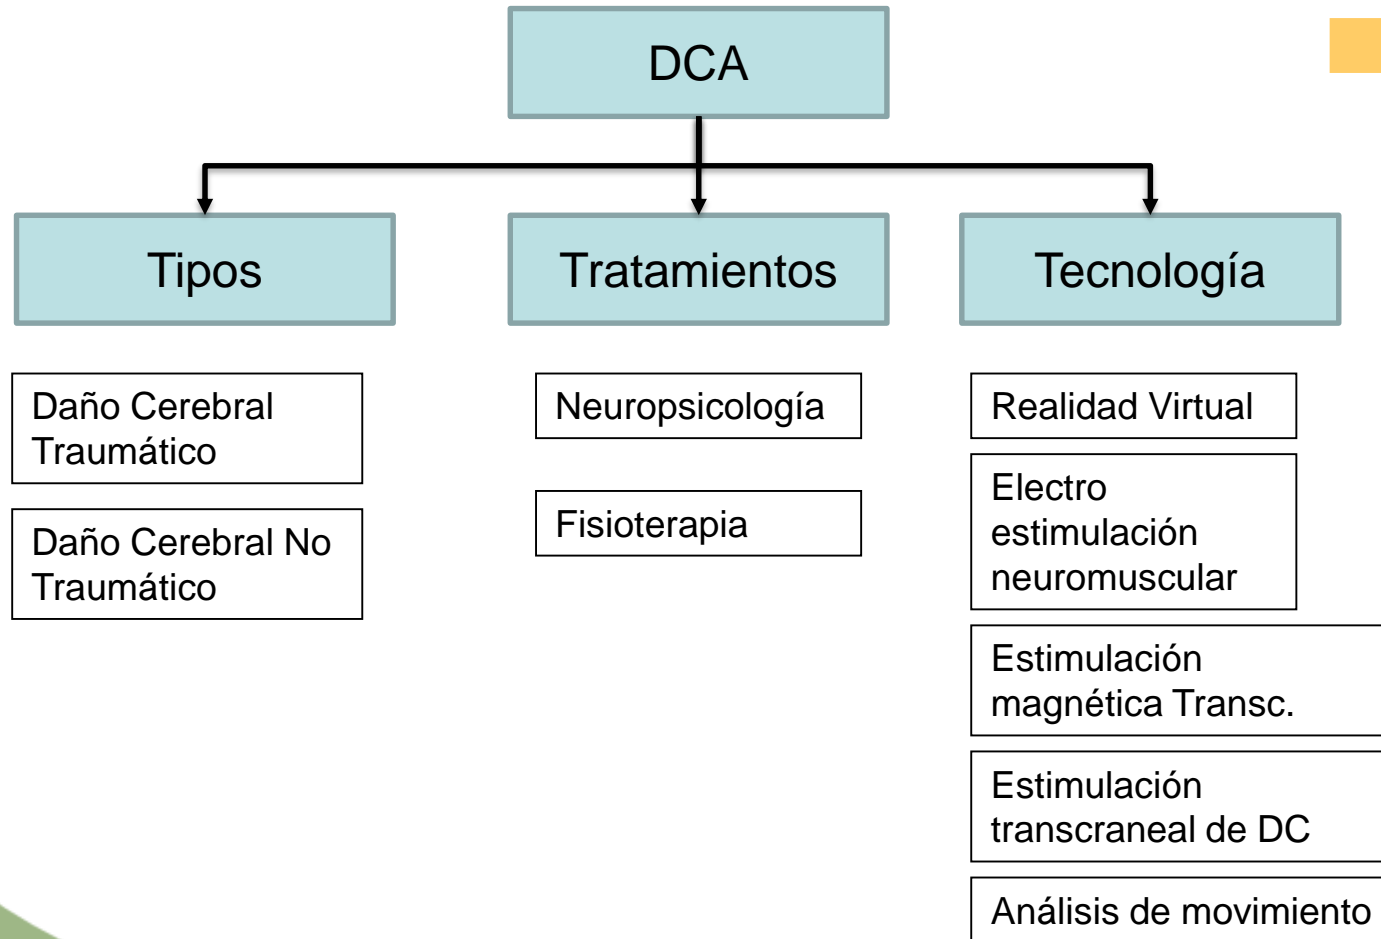 DCA
Tipos
Tratamientos
Tecnología
Daño Cerebral
Traumático
Daño Cerebral No
Traumático
Neuropsicología
Fisioterapia
Realidad Virtual
Electro
estimulación
neuromuscular
Estimulación
magnética Transc.
Estimulación
transcraneal de DC
Análisis de movimiento